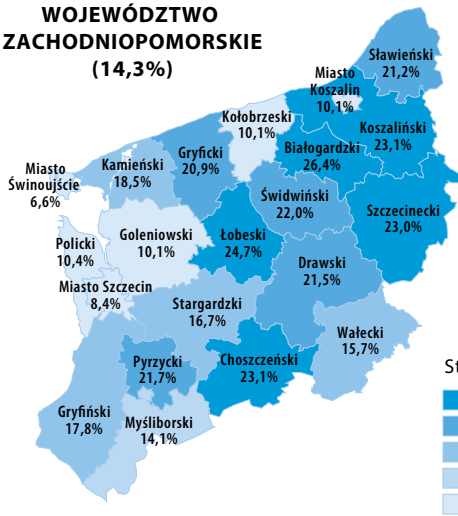 WOJEWÓDZTWO
ZACHODNIOPOMORSKIE
(14,3%)
Sławieński
21,2%
Miasto
Koszalin
10,1%
Kołobrzeski
10,1%
Koszaliński
23,1%
Białogardzki
26,4%
Gryficki
20,9%
Kamieński
18,5%
Miasto
Świnoujście
6,6%
Świdwiński
22,0%
Szczecinecki
23,0%
Policki
10,4%
Goleniowski
10,1%
Łobeski
24,7%
Drawski
21,5%
Miasto Szczecin
8,4%
Stargardzki
16,7%
Wałecki
15,7%
Pyrzycki
21,7%
Choszczeński
23,1%
Gryfiński
17,8%
Myśliborski
14,1%
St